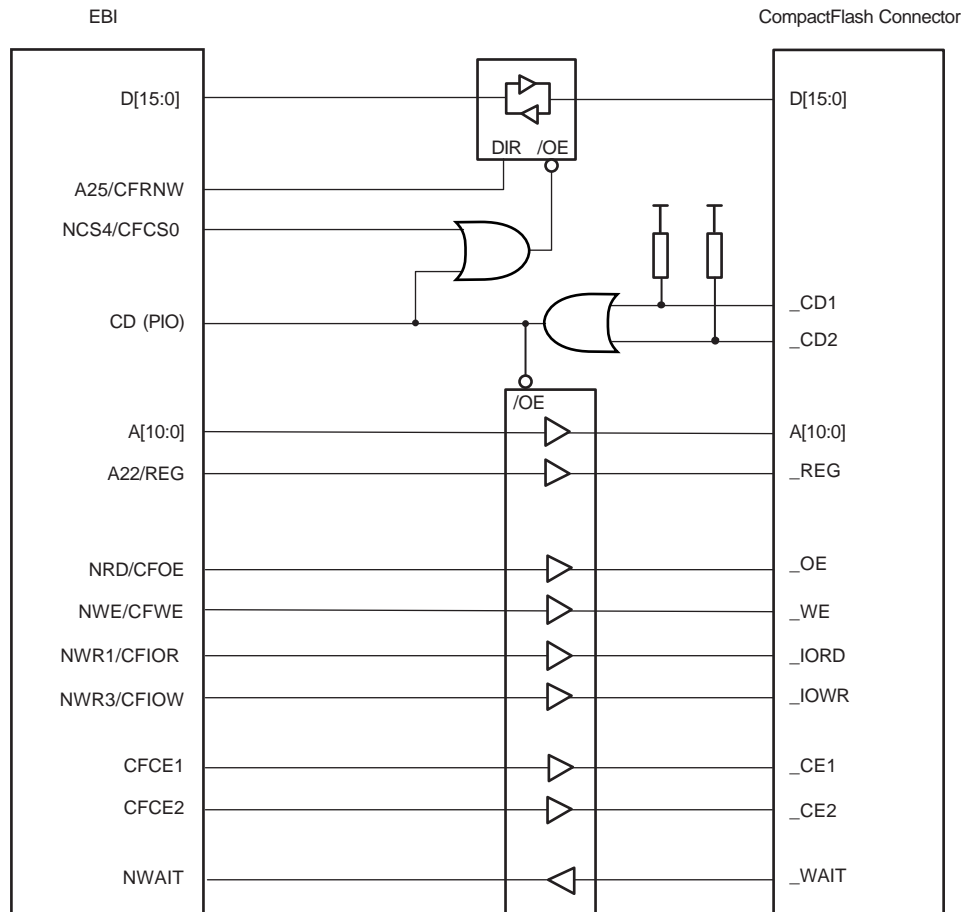 EBI CompactFlash Connector
D[15:0] D[15:0]
DIR /OE
A25/CFRNW
NCS4/CFCS0
_CD1
CD (PIO)
_CD2
/OE
A[10:0] A[10:0]
A22/REG _REG
NRD/CFOE _OE
NWE/CFWE _WE
NWR1/CFIOR _IORD
NWR3/CFIOW _IOWR
CFCE1 _CE1
CFCE2 _CE2
NWAIT _WAIT